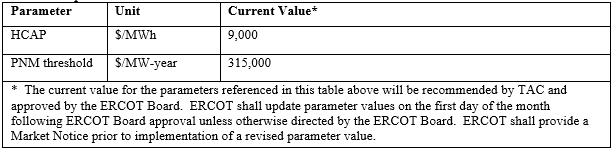 Parameter Unit Current Value*
HCAP $/MWh 9,000
PNM threshold $/MW-year 315,000
* The current value for the parameters referenced in this table above will be recommended by TAC and
approved by the ERCOT Board. ERCOT shall update parameter values on the first day of the month
following ERCOT Board approval unless otherwise directed by the ERCOT Board. ERCOT shall provide a
Market Notice prior to implementation of a revised parameter value.